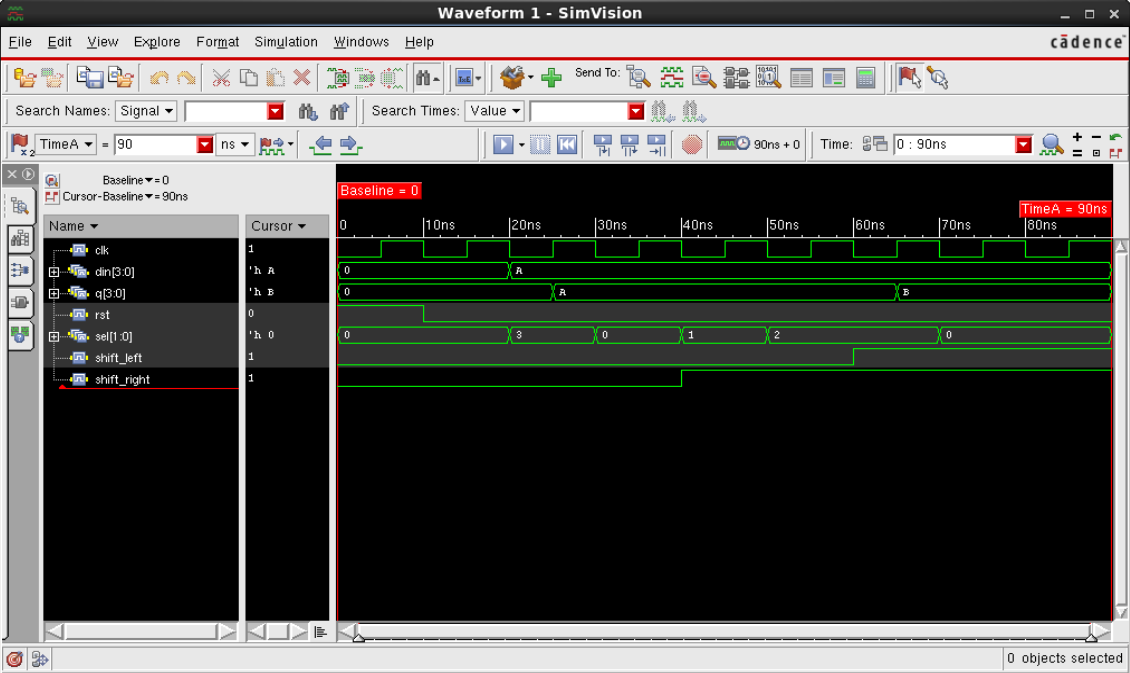 Waveform 1 - SimVision
File Edit View Explore Format Simulation Windows Help
cādence
Send To:
Search Names: Signal Search Times: Value
x2 TimeA = 90 ns 90ns + 0 Time: 0 : 90ns
Baseline = 0
Cursor-Baseline = 90ns
Baseline = 0
TimeA = 90ns
Name Cursor 0 10ns 20ns 30ns 40ns 50ns 60ns 70ns 80ns
clk 1
din[3:0] 'h A 0 A
q[3:0] 'h B 0 A B
rst 0
sel[1:0] 'h 0 0 3 0 1 2 0
shift_left 1
shift_right 1
0 objects selected